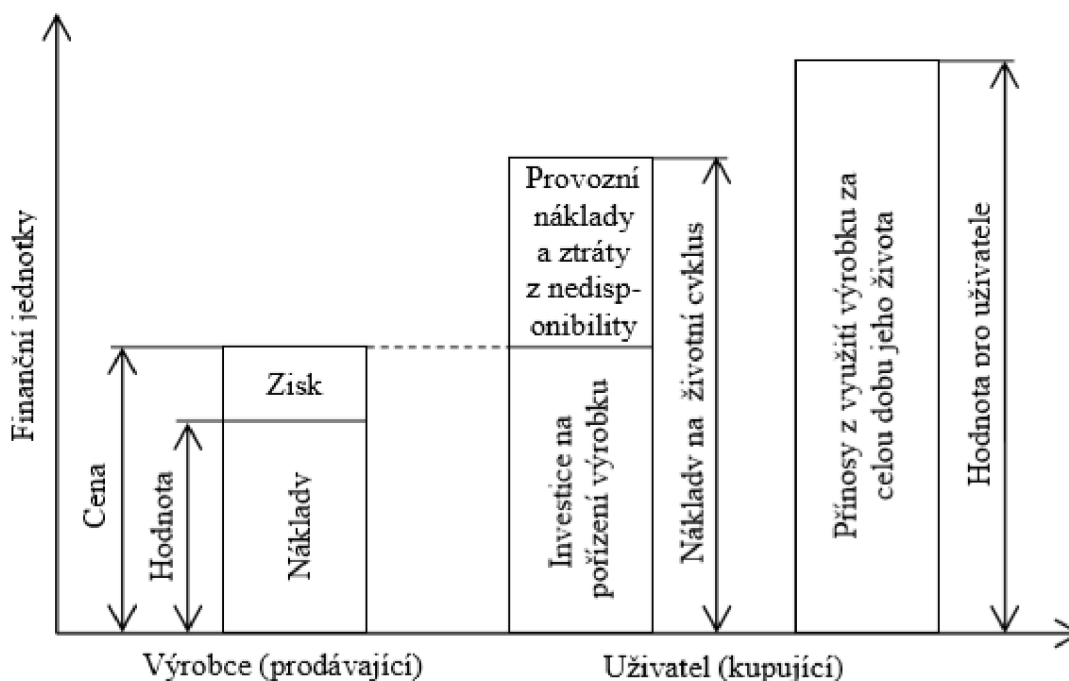 Finanční jednotky
Cena
Hodnota
Zisk
Náklady
Provozní
náklady
a ztráty
z nedisp-
onibility
Investice na
pořízení výrobku
Náklady na životní cyklus
Přínosy z využití výrobku za
celou dobu jeho života
Hodnota pro uživatele
Výrobce (prodávající)
Uživatel (kupující)